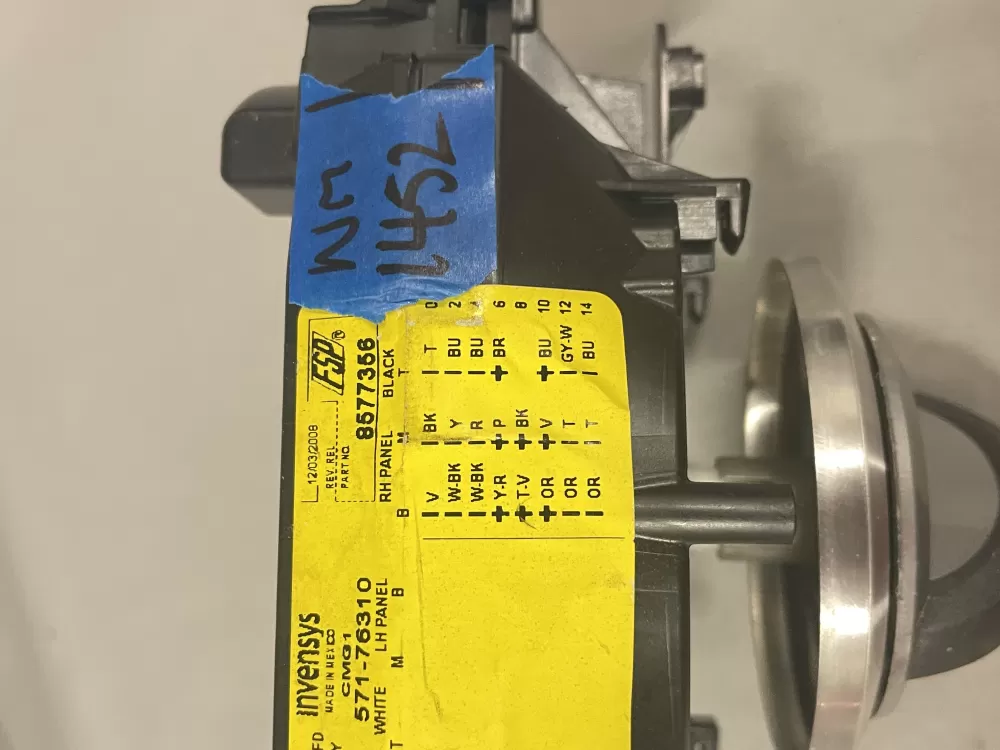 WM
1452
invensys
MADE IN MEXICO
CMG1
571-76310
WHITE LH PANEL
T M B
12/03/2008 FSP®
REV. REL.
PART NO. 8577356
RH PANEL BLACK
B M T
| V | BK | T 0
| W-BK | Y | BU 2
| W-BK | R | BU
+ Y-R + P + BR 6
+ T-V + BK 8
+ OR + V + BU 10
| OR | T | GY-W 12
| OR | T | BU 14